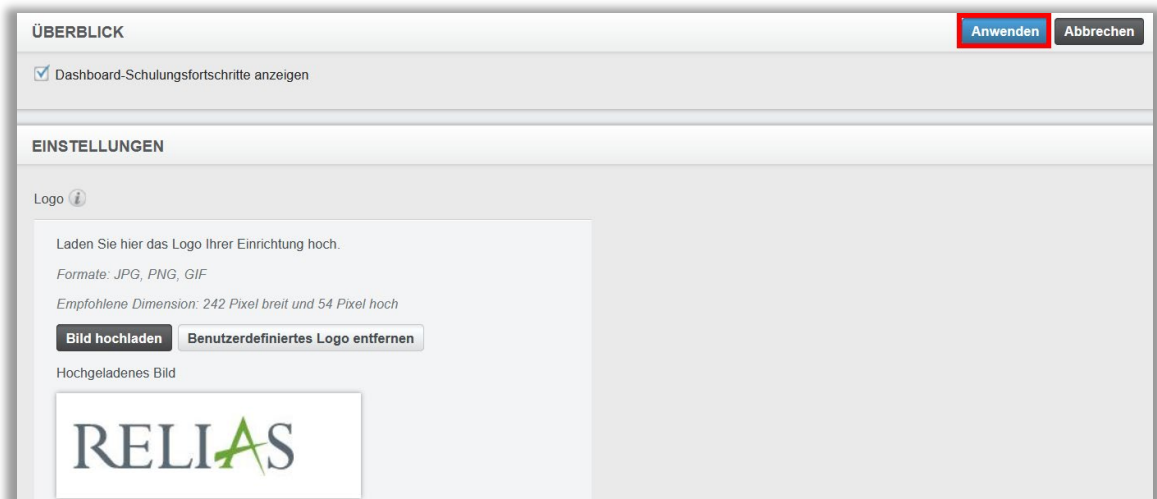 ÜBERBLICK
Anwenden Abbrechen
Dashboard-Schulungsfortschritte anzeigen
EINSTELLUNGEN
Logo i
Laden Sie hier das Logo Ihrer Einrichtung hoch.
Formate: JPG, PNG, GIF
Empfohlene Dimension: 242 Pixel breit und 54 Pixel hoch
Bild hochladen Benutzerdefiniertes Logo entfernen
Hochgeladenes Bild
RELIAS